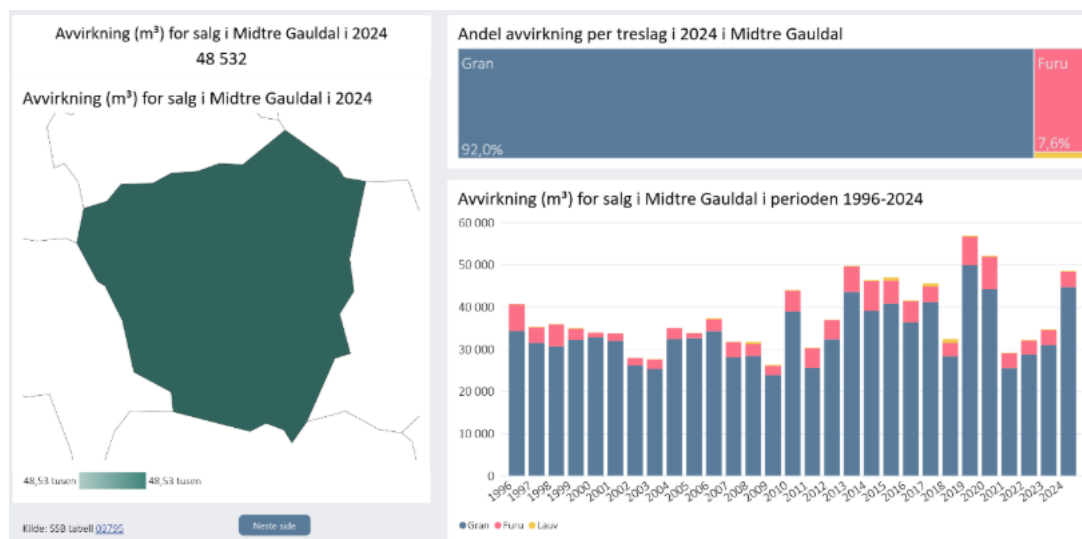 Avvirkning (m³) for salg i Midtre Gauldal i 2024
48 532
Avvirkning (m³) for salg i Midtre Gauldal i 2024
48,53 tusen 48,53 tusen
Kilde: SSB tabell 03795
Neste side
Andel avvirkning per treslag i 2024 i Midtre Gauldal
Gran Furu
92,0% 7,6%
Avvirkning (m³) for salg i Midtre Gauldal i perioden 1996-2024
60 000
50 000
40 000
30 000
20 000
10 000
0
1996 1997 1998 1999 2000 2001 2002 2003 2004 2005 2006 2007 2008 2009 2010 2011 2012 2013 2014 2015 2016 2017 2018 2019 2020 2021 2022 2023 2024
Gran Furu Lauv